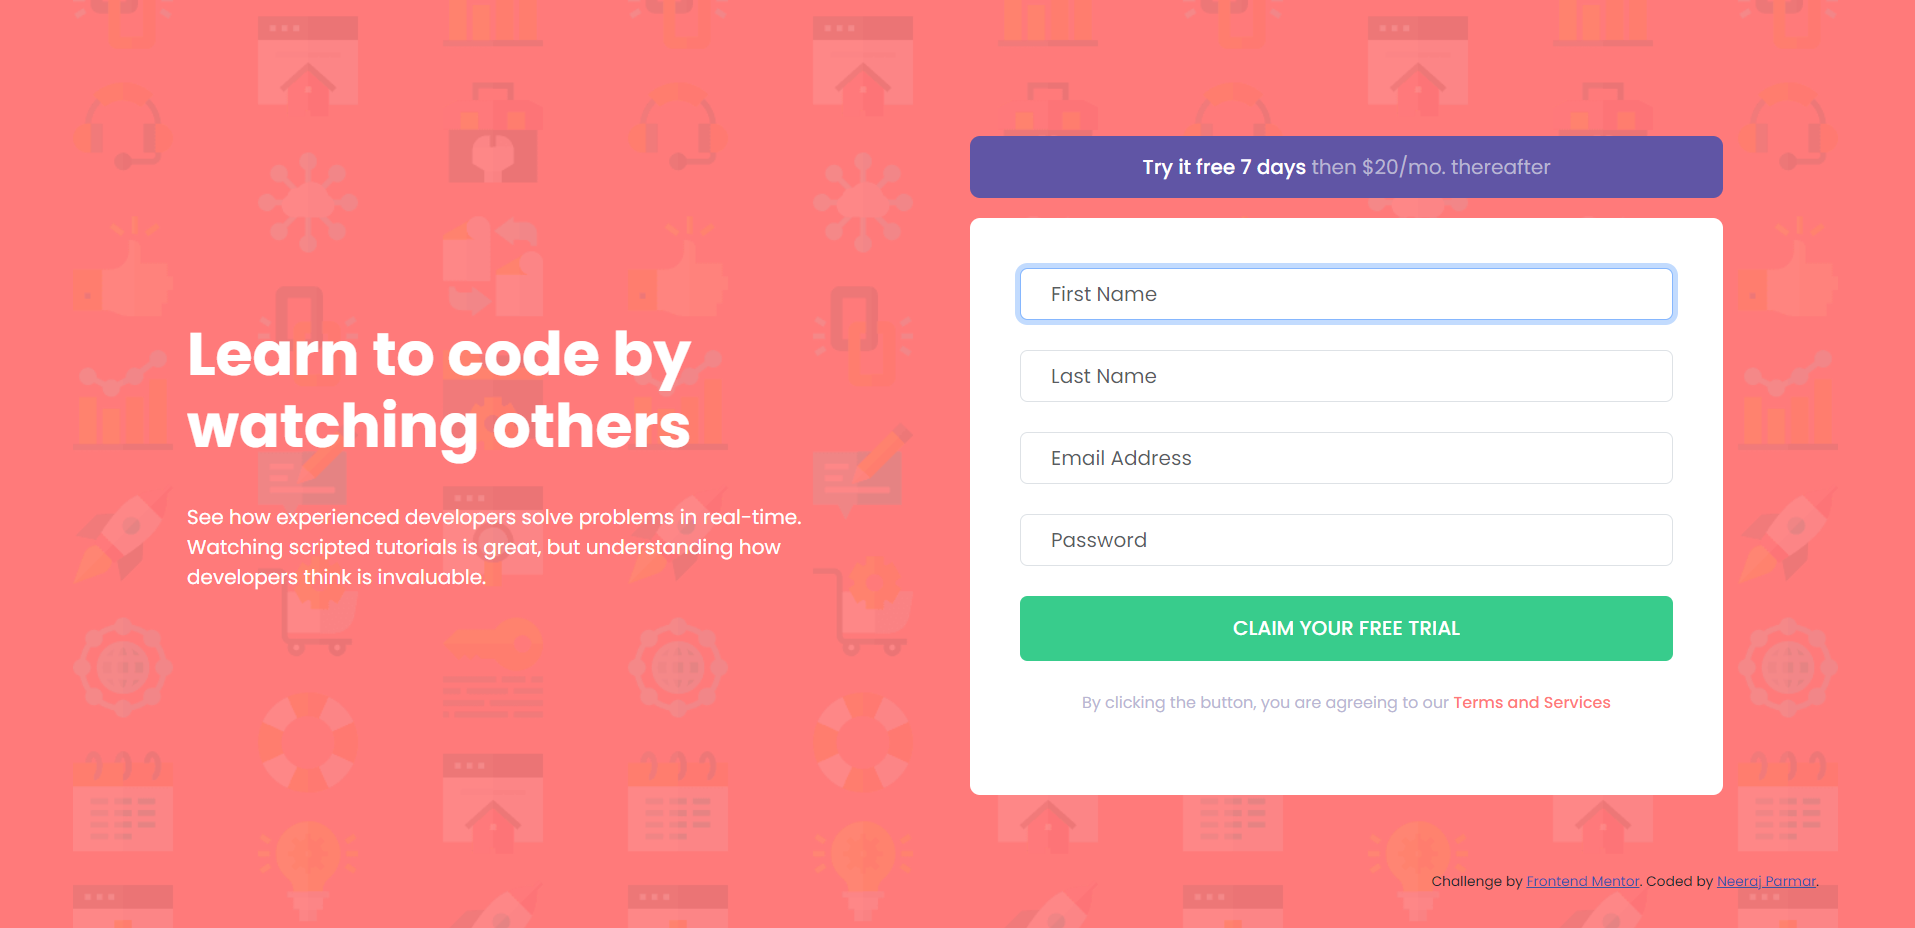 Learn to code by
watching others
See how experienced developers solve problems in real-time.
Watching scripted tutorials is great, but understanding how
developers think is invaluable.
Try it free 7 days then $20/mo. thereafter
First Name
Last Name
Email Address
Password
CLAIM YOUR FREE TRIAL
By clicking the button, you are agreeing to our Terms and Services
Challenge by Frontend Mentor. Coded by Neeraj Parmar.